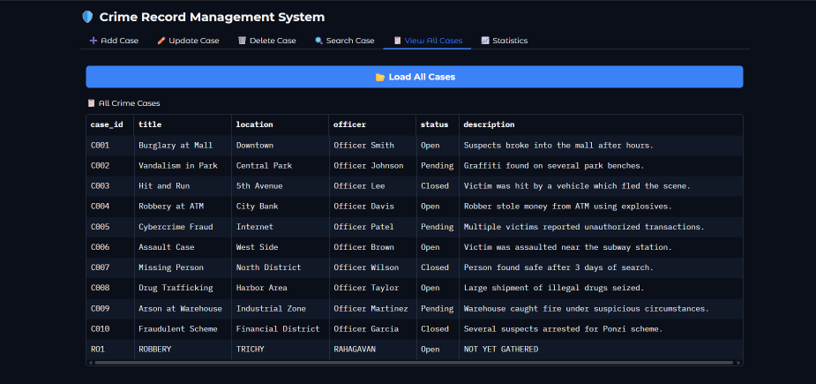 Crime Record Management System
Add Case Update Case Delete Case Search Case View All Cases Statistics
Load All Cases
All Crime Cases
case_id title location officer status description
C001 Burglary at Mall Downtown Officer Smith Open Suspects broke into the mall after hours.
C002 Vandalism in Park Central Park Officer Johnson Pending Graffiti found on several park benches.
C003 Hit and Run 5th Avenue Officer Lee Closed Victim was hit by a vehicle which fled the scene.
C004 Robbery at ATM City Bank Officer Davis Open Robber stole money from ATM using explosives.
C005 Cybercrime Fraud Internet Officer Patel Pending Multiple victims reported unauthorized transactions.
C006 Assault Case West Side Officer Brown Open Victim was assaulted near the subway station.
C007 Missing Person North District Officer Wilson Closed Person found safe after 3 days of search.
C008 Drug Trafficking Harbor Area Officer Taylor Open Large shipment of illegal drugs seized.
C009 Arson at Warehouse Industrial Zone Officer Martinez Pending Warehouse caught fire under suspicious circumstances.
C010 Fraudulent Scheme Financial District Officer Garcia Closed Several suspects arrested for Ponzi scheme.
RO1 ROBBERY TRICHY RAHAGAVAN Open NOT YET GATHERED